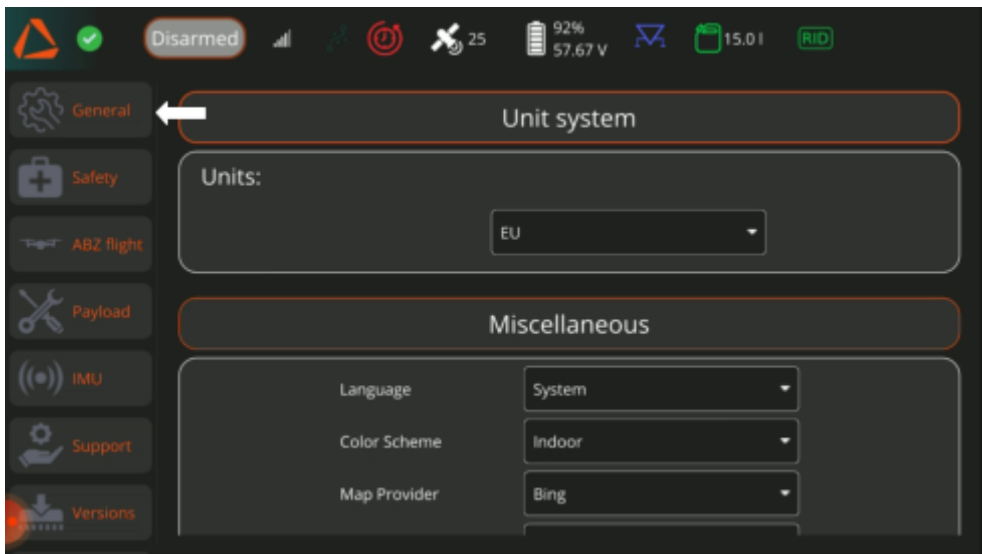 Disarmed
25
92%
57.67 V
15.0 l
RID
General
Unit system
Safety
Units:
ABZ flight
EU
Payload
Miscellaneous
IMU
Language
System
Support
Color Scheme
Indoor
Map Provider
Bing
Versions